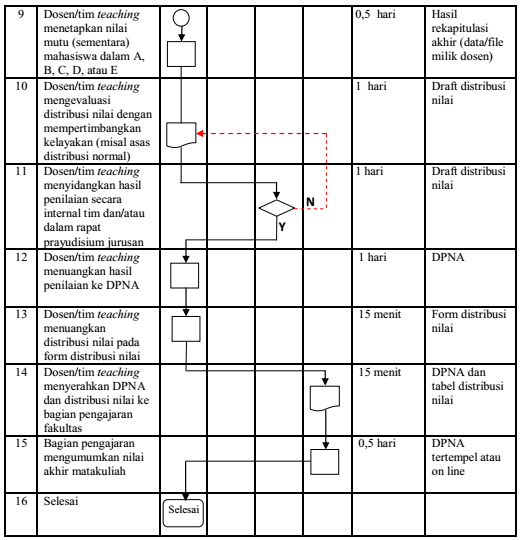 9 Dosen/tim teaching 0,5 hari Hasil
menetapkan nilai rekapitulasi
mutu (sementara) akhir (data/file
mahasiswa dalam A, milik dosen)
B, C, D, atau E
10 Dosen/tim teaching 1 hari Draft distribusi
mengevaluasi nilai
distribusi nilai dengan
mempertimbangkan
kelayakan (misal asas
distribusi normal)
11 Dosen/tim teaching 1 hari Draft distribusi
menyidangkan hasil nilai
penilaian secara
internal tim dan/atau
dalam rapat
prayudisium jurusan
N
Y
12 Dosen/tim teaching 1 hari DPNA
menuangkan hasil
penilaian ke DPNA
13 Dosen/tim teaching 15 menit Form distribusi
menuangkan nilai
distribusi nilai pada
form distribusi nilai
14 Dosen/tim teaching 15 menit DPNA dan
menyerahkan DPNA tabel distribusi
dan distribusi nilai ke nilai
bagian pengajaran
fakultas
15 Bagian pengajaran 0,5 hari DPNA
mengumumkan nilai tertempel atau
akhir matakuliah on line
16 Selesai Selesai